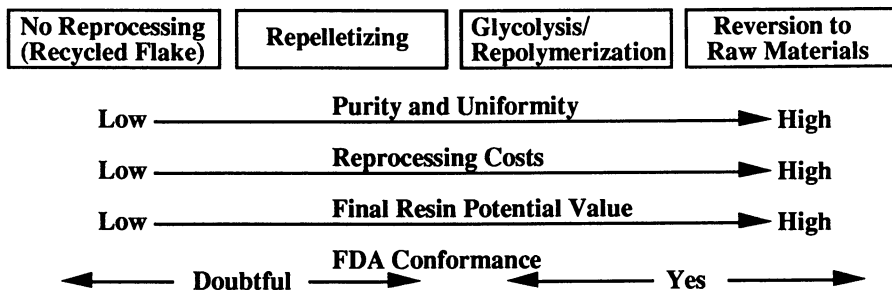 No Reprocessing
(Recycled Flake)
Repelletizing
Glycolysis/
Repolymerization
Reversion to
Raw Materials
Purity and Uniformity
Low
High
Reprocessing Costs
Low
High
Final Resin Potential Value
Low
High
FDA Conformance
Doubtful
Yes